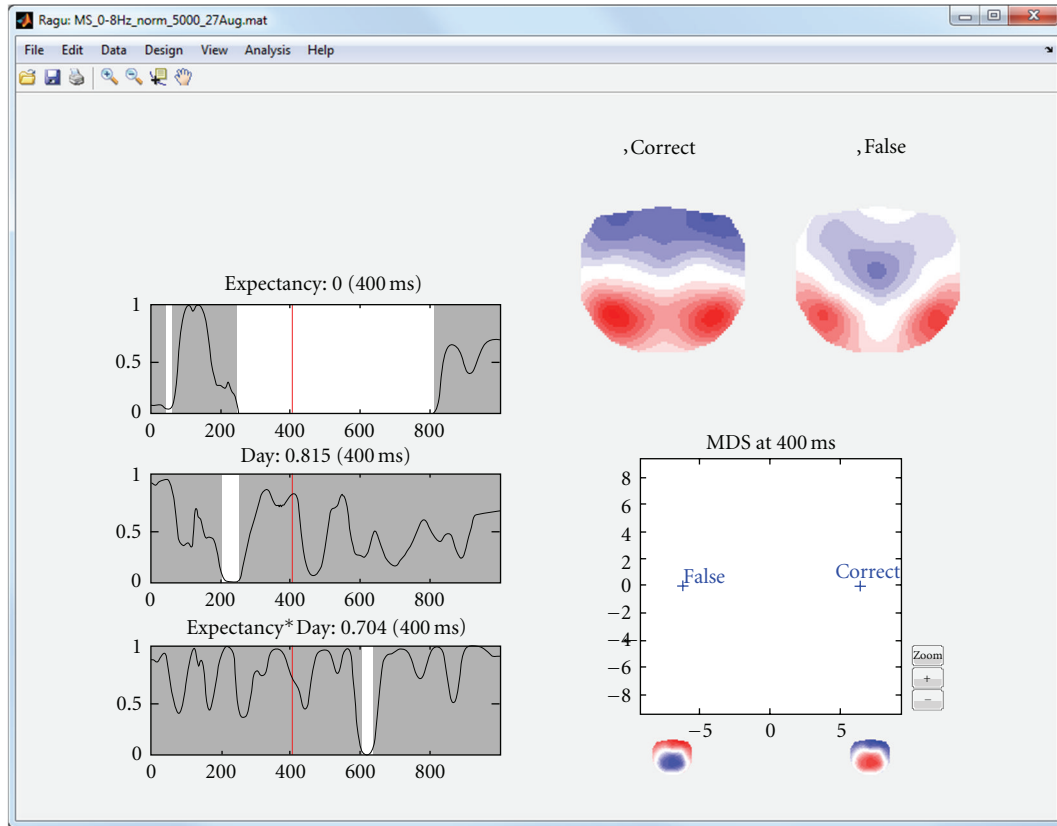 Ragu: MS_0-8Hz_norm_5000_27Aug.mat
File Edit Data Design View Analysis Help
,Correct ,False
Expectancy: 0 (400 ms)
1
0.5
0
0 200 400 600 800
Day: 0.815 (400 ms)
1
0.5
0
0 200 400 600 800
Expectancy* Day: 0.704 (400 ms)
1
0.5
0
0 200 400 600 800
MDS at 400 ms
8
6
4
2
0
−2
−4
−6
−8
False Correct
−5 0 5
Zoom
+
−